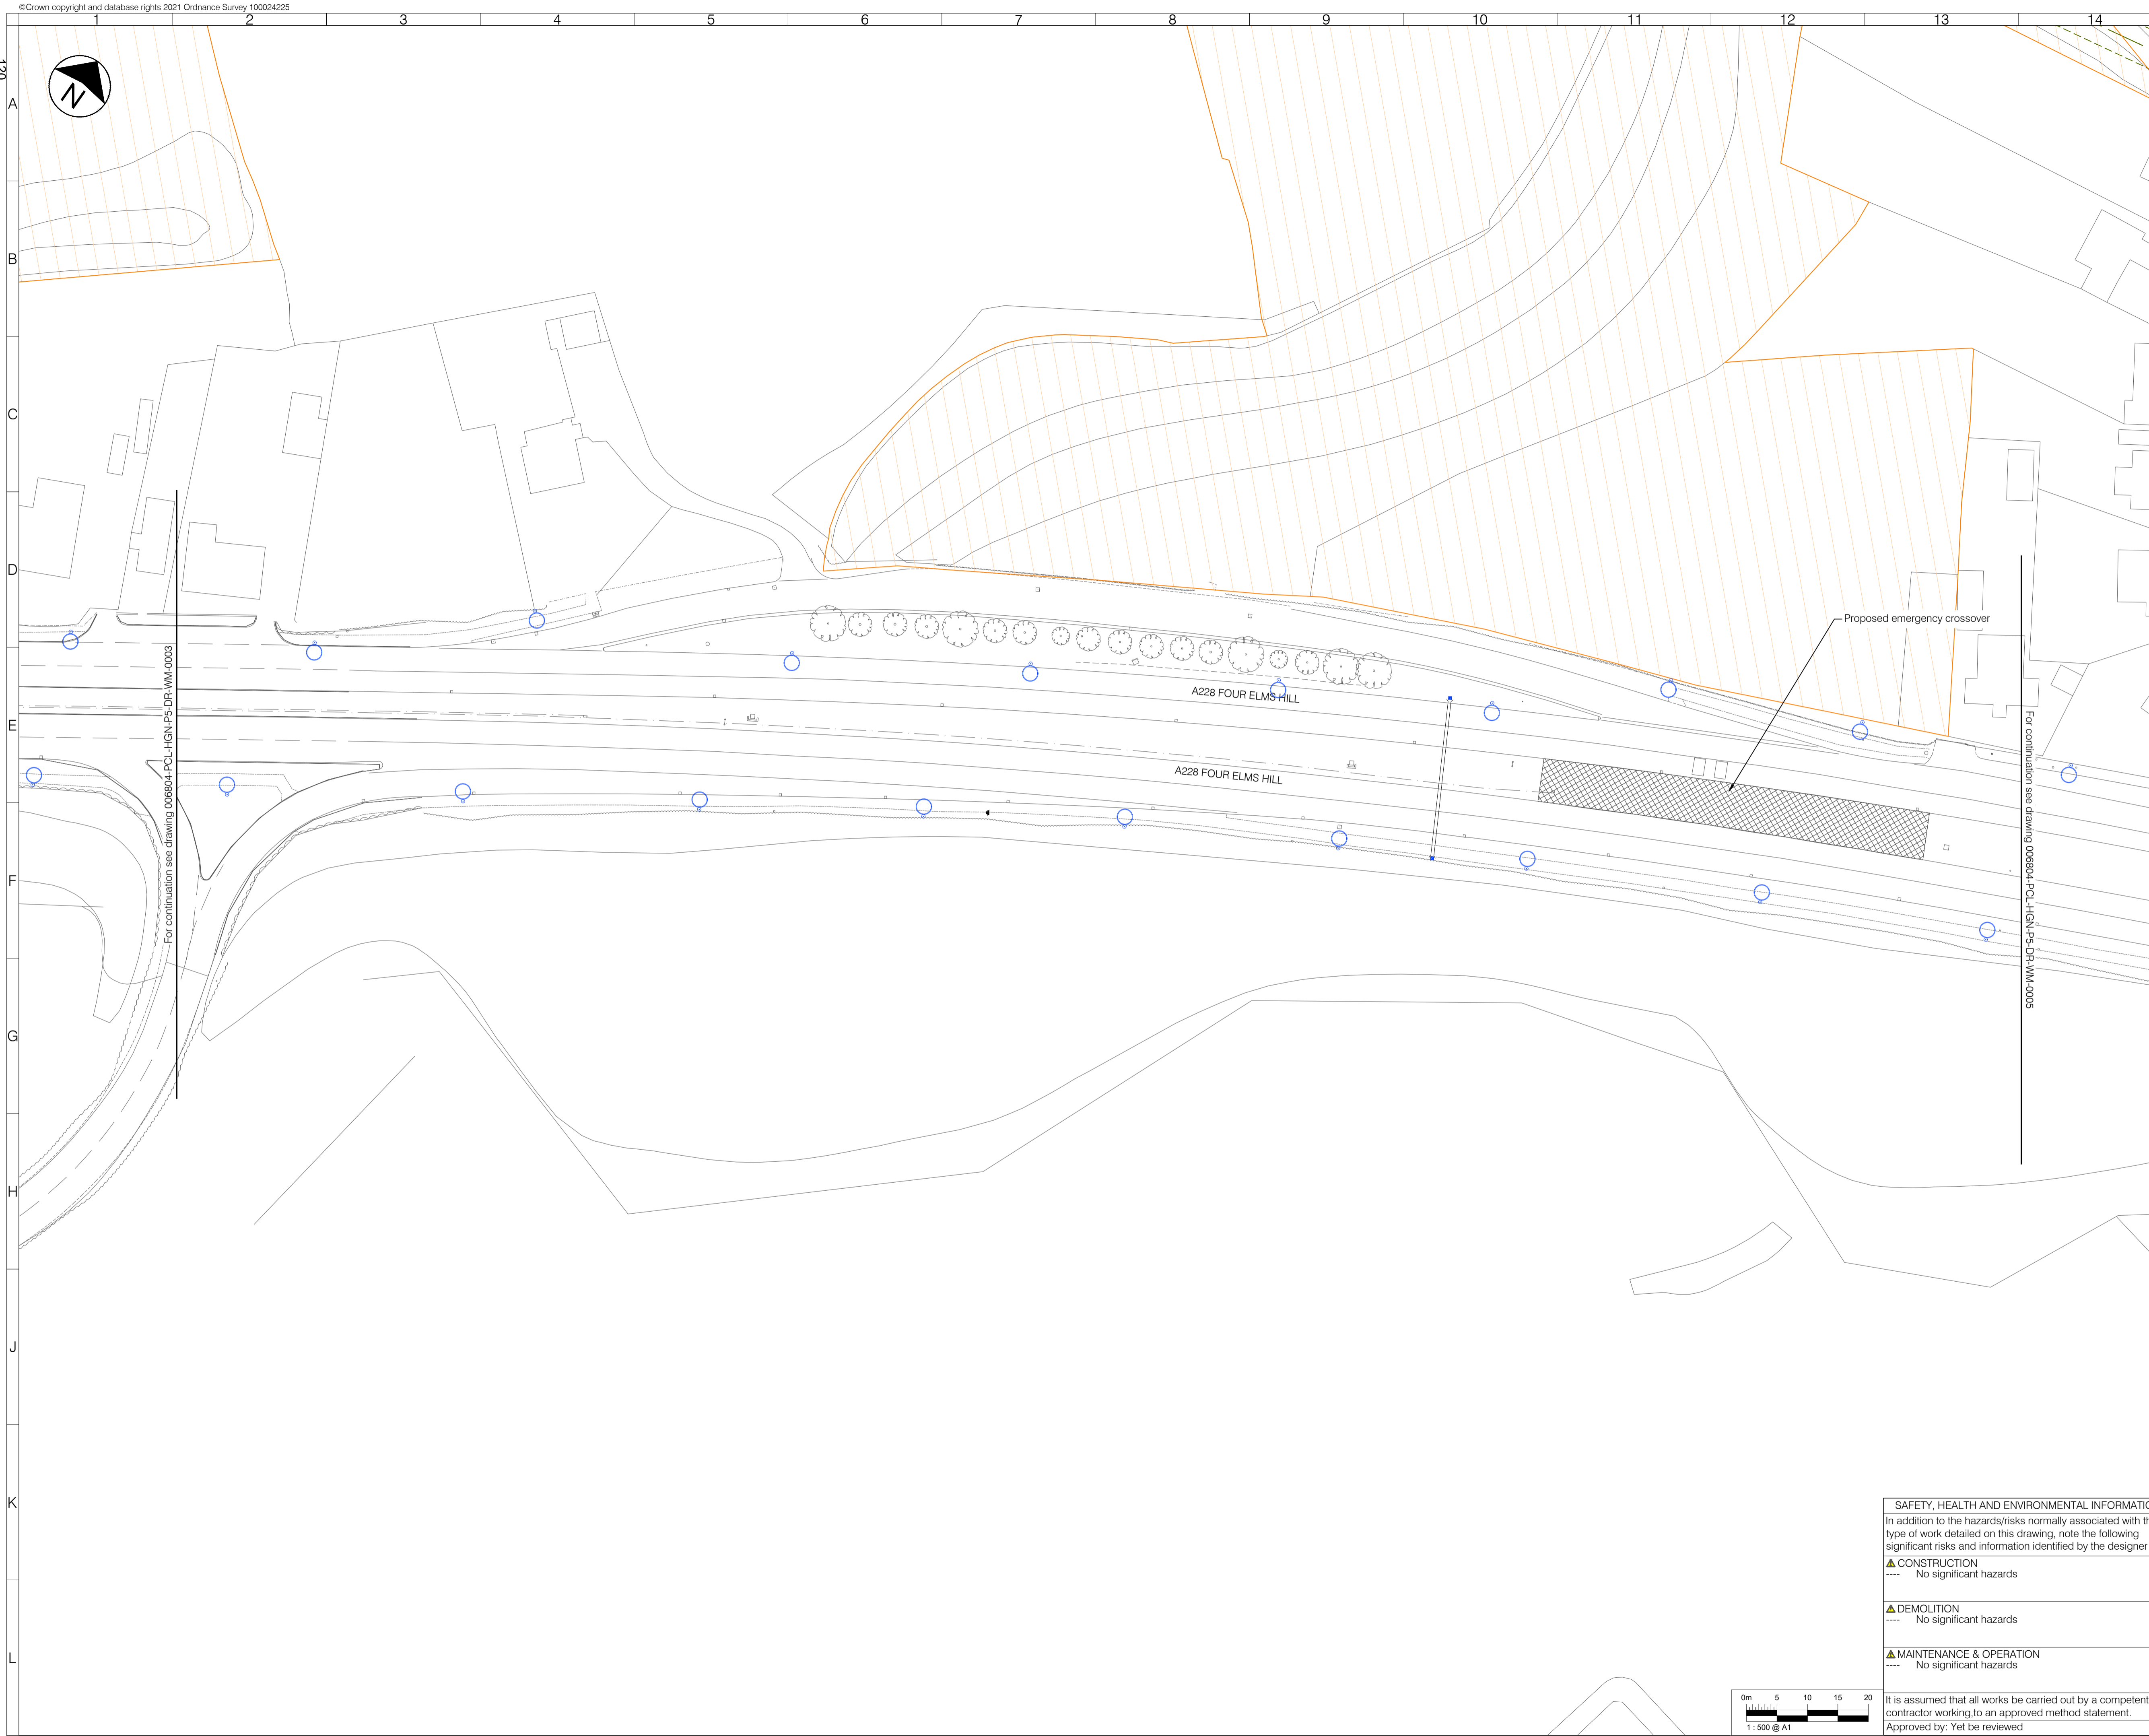 ©Crown copyright and database rights 2021 Ordnance Survey 100024225
1 2 3 4 5 6 7 8 9 10 11 12 13 14
120
A
N
B
C
D
Proposed emergency crossover
For continuation see drawing 006804-PCL-HGN-P5-DR-WM-0003
A228 FOUR ELMS HILL
E
A228 FOUR ELMS HILL
For continuation see drawing 006804-PCL-HGN-P5-DR-WM-0005
F
G
H
J
K
SAFETY, HEALTH AND ENVIRONMENTAL INFORMATIO
In addition to the hazards/risks normally associated with th
type of work detailed on this drawing, note the following
significant risks and information identified by the designer
CONSTRUCTION
---- No significant hazards
DEMOLITION
---- No significant hazards
L
MAINTENANCE & OPERATION
---- No significant hazards
0m 5 10 15 20
1 : 500 @ A1
It is assumed that all works be carried out by a competent
contractor working,to an approved method statement.
Approved by: Yet be reviewed